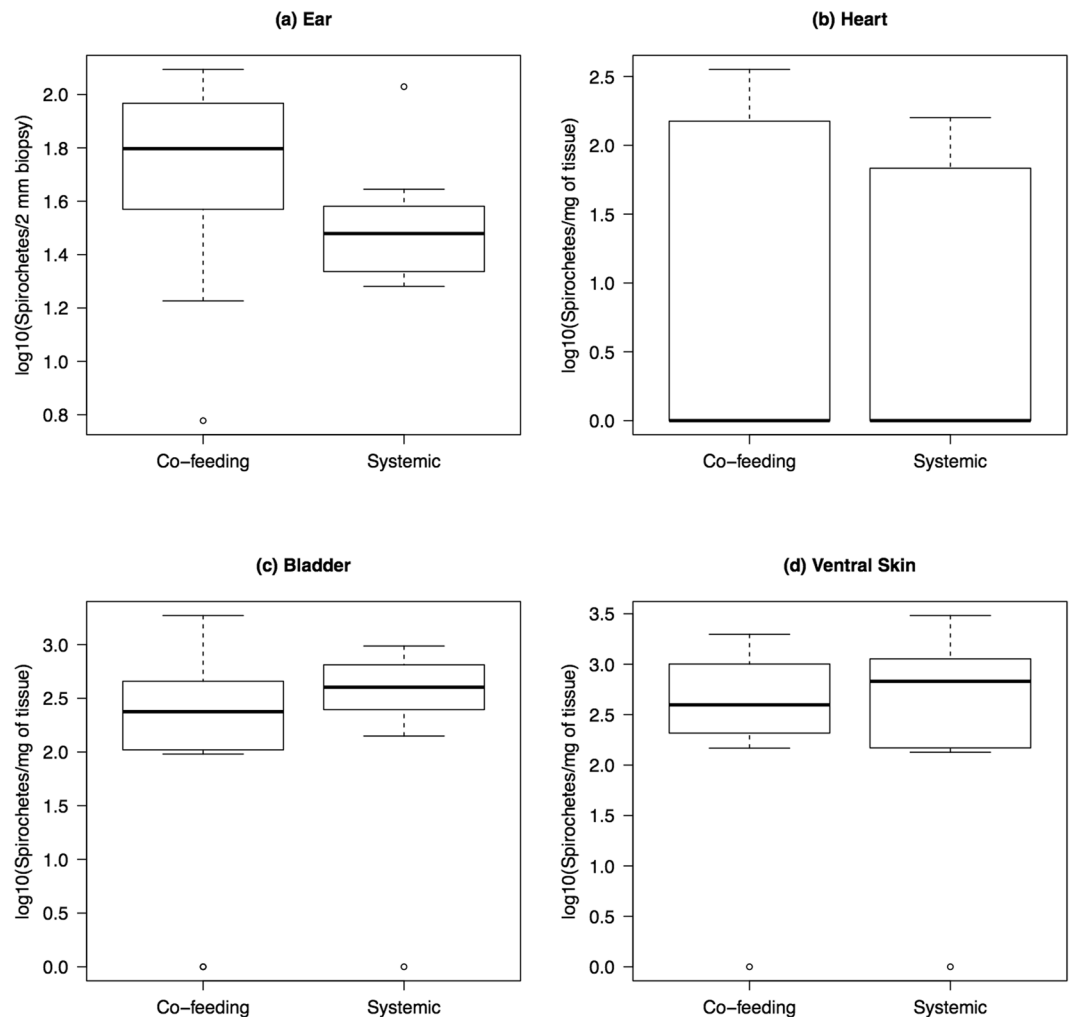 (a) Ear
log10(Spirochetes/2 mm biopsy)
2.0
1.8
1.6
1.4
1.2
1.0
0.8
Co−feeding
Systemic
(b) Heart
log10(Spirochetes/mg of tissue)
2.5
2.0
1.5
1.0
0.5
0.0
Co−feeding
Systemic
(c) Bladder
log10(Spirochetes/mg of tissue)
3.0
2.5
2.0
1.5
1.0
0.5
0.0
Co−feeding
Systemic
(d) Ventral Skin
log10(Spirochetes/mg of tissue)
3.5
3.0
2.5
2.0
1.5
1.0
0.5
0.0
Co−feeding
Systemic